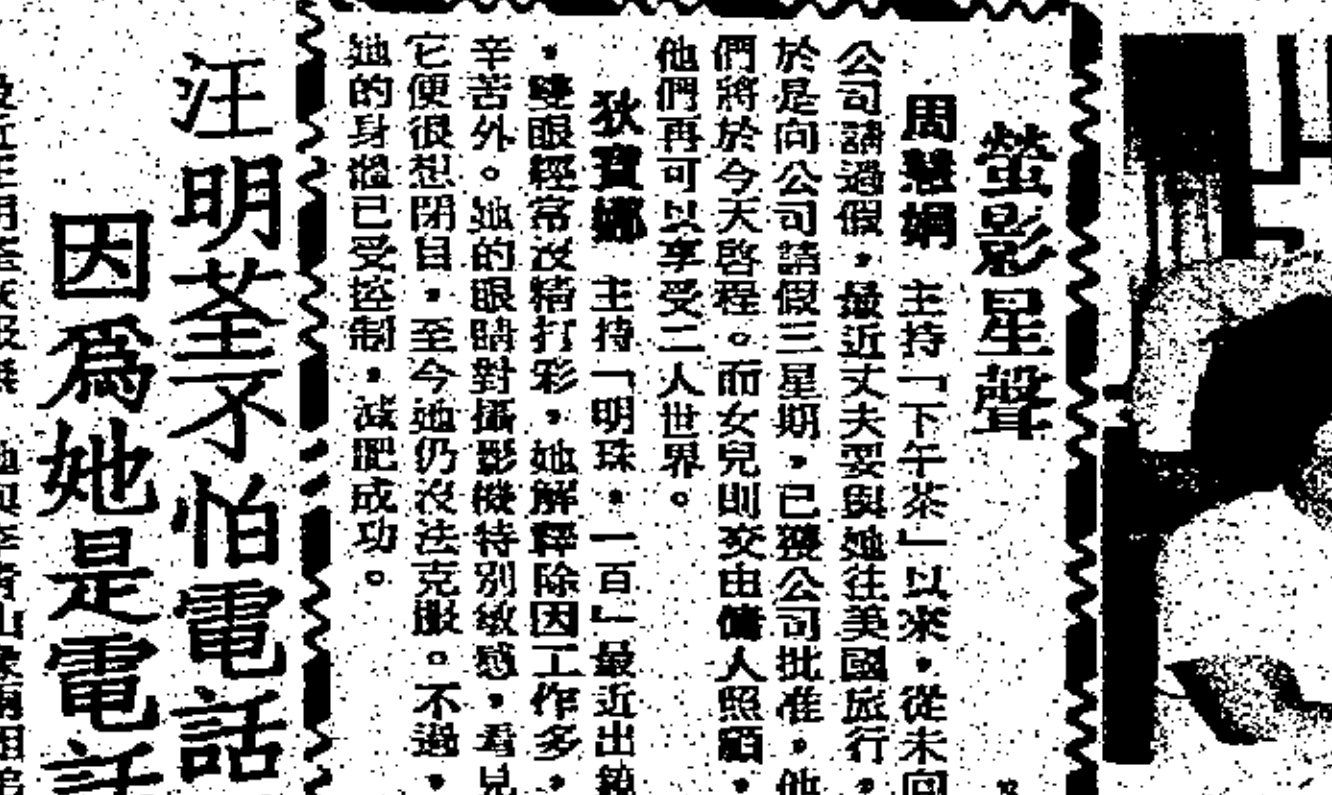 螢影星聲
周慧娟 主持「下午茶」以來,從未向
公司請過假,最近丈夫要與她往美國旅行,
於是向公司請假三星期,已獲公司批准,他
們將於今天啓程。而女兒則交由傭人照顧,
他們再可以享受二人世界。
狄寶娜 主持「明珠.一百」最近出鏡
,雙眼經常沒精打彩,她解釋除因工作多,
辛苦外。她的眼睛對攝影機特別敏感,看見
它便很想閉目,至今她仍沒法克服。不過,
她的身裁已受控制,減肥成功。
汪明荃不怕電話
因爲她是電話